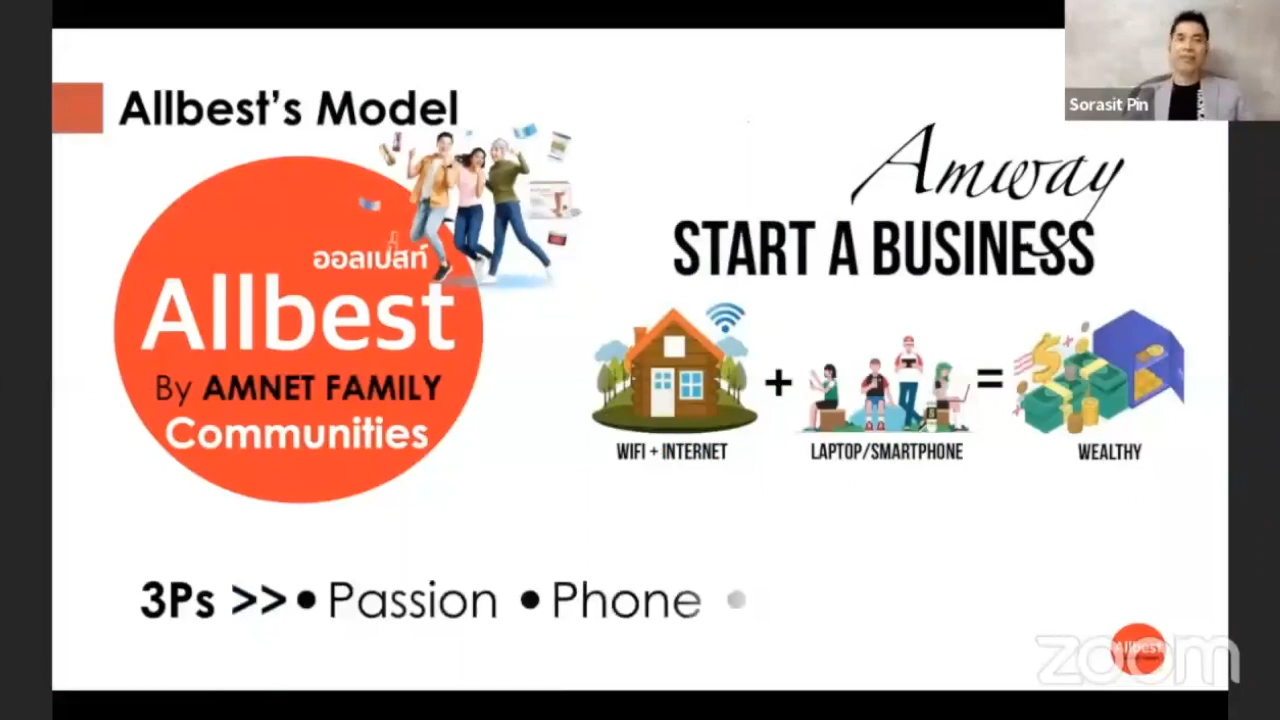 Allbest's Model
Sorasit Pin
ออลเบสท์
Allbest
By AMNET FAMILY
Communities
Amway
START A BUSINESS
+
=
WIFI + INTERNET
LAPTOP/SMARTPHONE
WEALTHY
3Ps >>• Passion • Phone •
Allbest
zoom